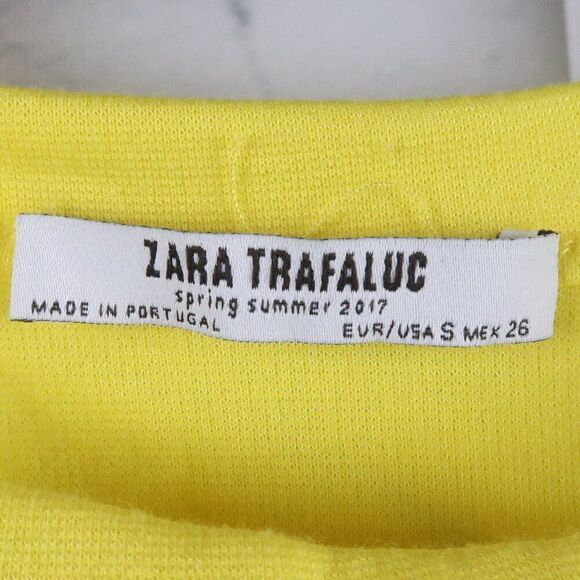 ZARA TRAFALUC
spring summer 2017
MADE IN PORTUGAL
EUR/USA S MEX 26